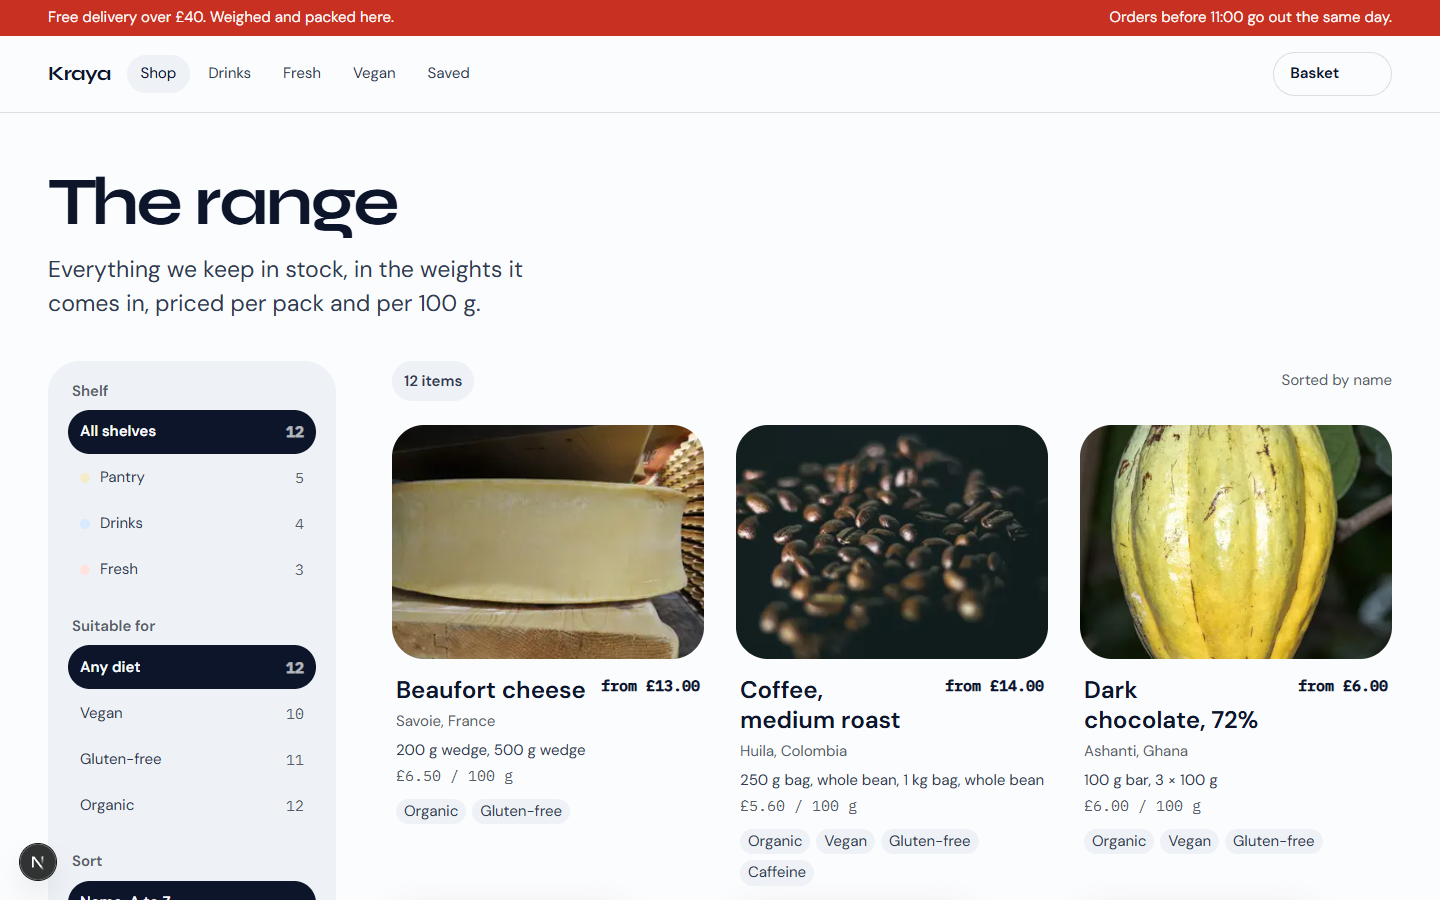 Free delivery over £40. Weighed and packed here.
Orders before 11:00 go out the same day.
Kraya
Shop
Drinks
Fresh
Vegan
Saved
Basket
The range
Everything we keep in stock, in the weights it
comes in, priced per pack and per 100 g.
Shelf
All shelves 12
Pantry 5
Drinks 4
Fresh 3
Suitable for
Any diet 12
Vegan 10
Gluten-free 11
Organic 12
Sort
Name, A to Z
12 items
Sorted by name
Beaufort cheese from £13.00
Savoie, France
200 g wedge, 500 g wedge
£6.50 / 100 g
Organic Gluten-free
Coffee, from £14.00
medium roast
Huila, Colombia
250 g bag, whole bean, 1 kg bag, whole bean
£5.60 / 100 g
Organic Vegan Gluten-free
Caffeine
Dark from £6.00
chocolate, 72%
Ashanti, Ghana
100 g bar, 3 × 100 g
£6.00 / 100 g
Organic Vegan Gluten-free
N